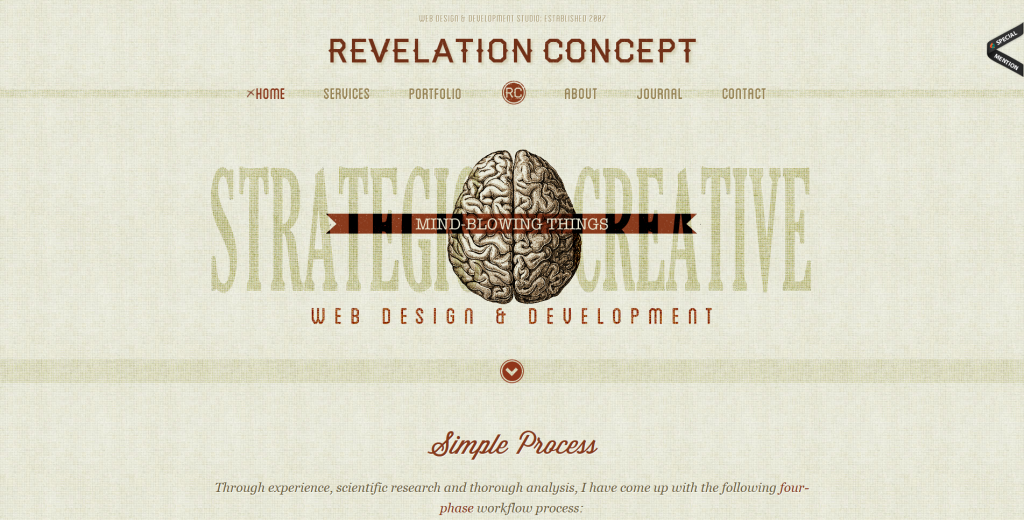 WEB DESIGN & DEVELOPMENT STUDIO: ESTABLISHED 2007
REVELATION CONCEPT
SPECIAL
MENTION
HOME SERVICES PORTFOLIO RC ABOUT JOURNAL CONTACT
STRATEGIC CREATIVE
MIND-BLOWING THINGS
WEB DESIGN & DEVELOPMENT
Simple Process
Through experience, scientific research and thorough analysis, I have come up with the following four-
phase workflow process: